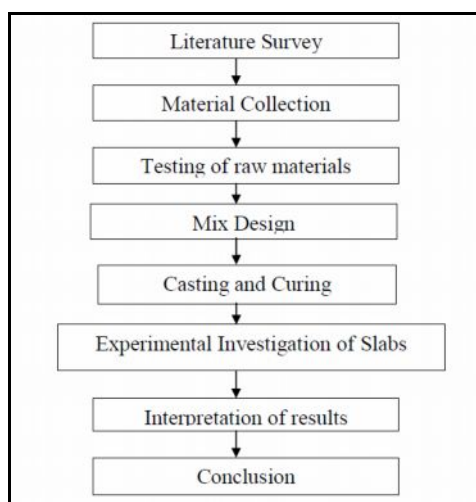 Literature Survey
Material Collection
Testing of raw materials
Mix Design
Casting and Curing
Experimental Investigation of Slabs
Interpretation of results
Conclusion